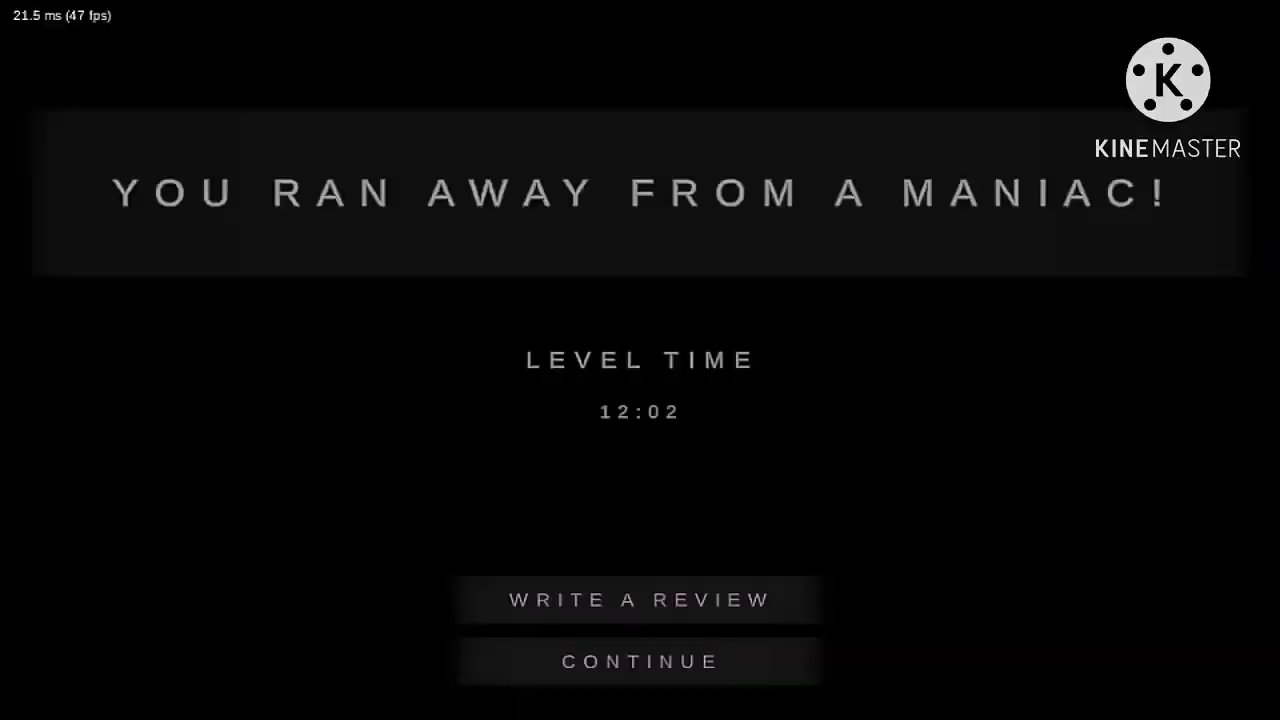 21.5 ms (47 fps)
K
KINEMASTER
YOU RAN AWAY FROM A MANIAC!
LEVEL TIME
12:02
WRITE A REVIEW
CONTINUE